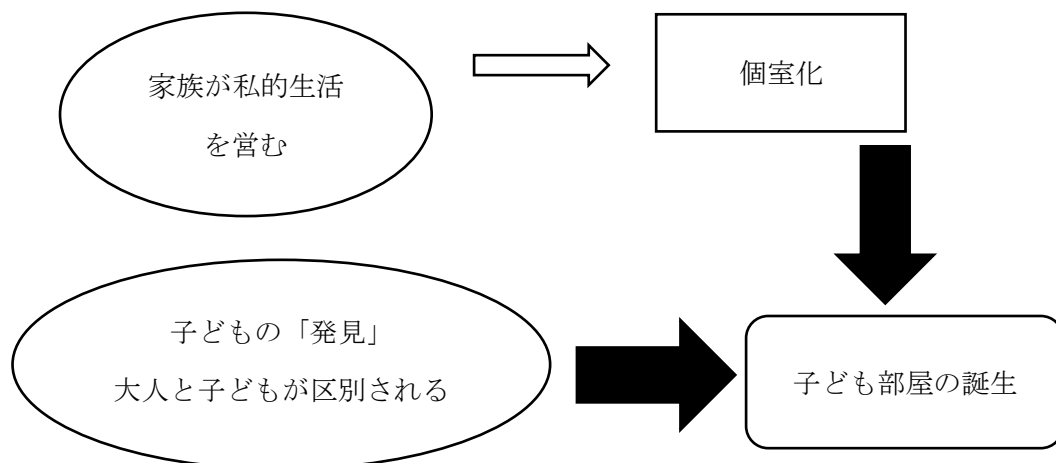 家族が私的生活
を営む
個室化
子どもの「発見」
大人と子どもが区別される
子ども部屋の誕生